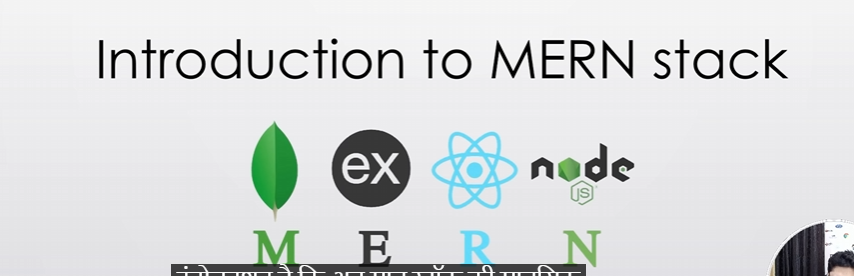 Introduction to MERN stack
ex
node
JS
M E R N